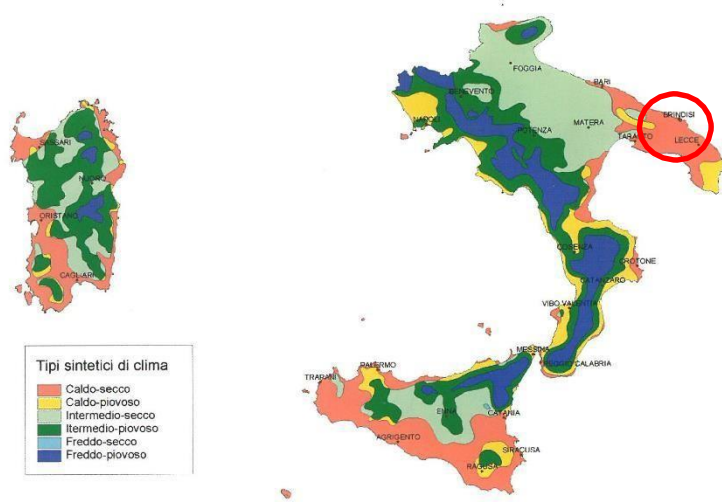 FOGGIA
BARI
BENEVENTO
BRINDISI
NAPOLI
MATERA
POTENZA
TARANTO
LECCE
SASSARI
NUORO
ORISTANO
CAGLIARI
COSENZA
CROTONE
CATANZARO
VIBO VALENTIA
MESSINA
REGGIO CALABRIA
PALERMO
TRAPANI
ENNA
CATANIA
AGRIGENTO
SIRACUSA
RAGUSA
Tipi sintetici di clima
Caldo-secco
Caldo-piovoso
Intermedio-secco
Itermedio-piovoso
Freddo-secco
Freddo-piovoso